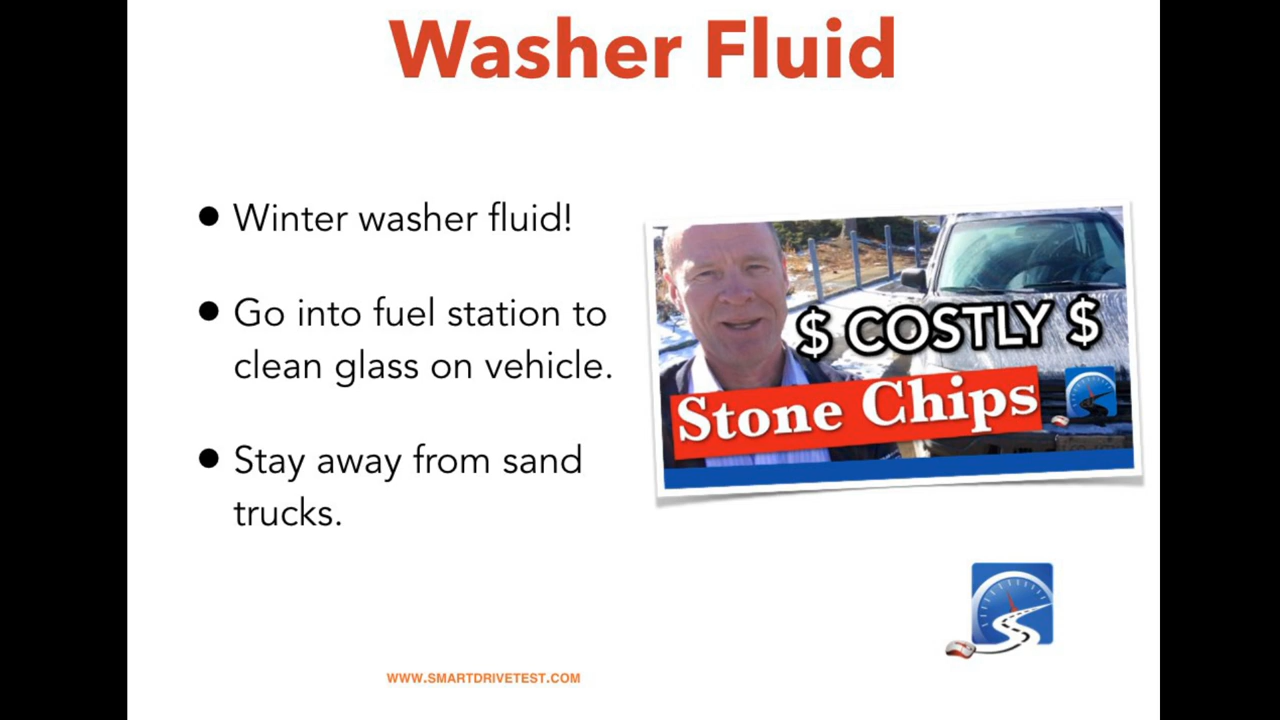 Washer Fluid
• Winter washer fluid!
• Go into fuel station to
clean glass on vehicle.
• Stay away from sand
trucks.
$ COSTLY $
Stone Chips
WWW.SMARTDRIVETEST.COM